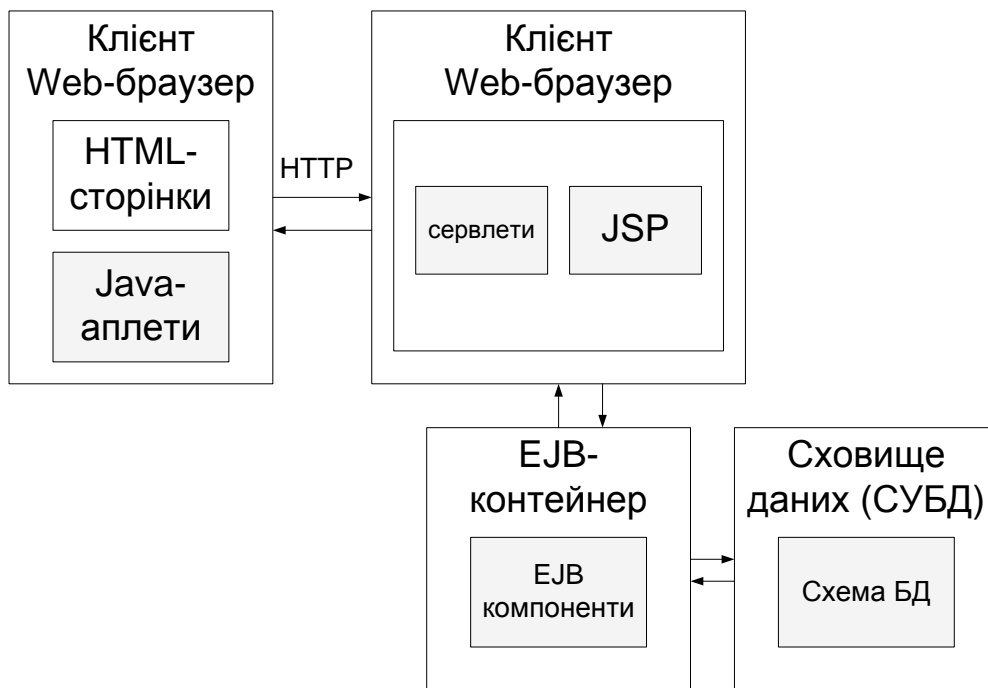 Клієнт
Web-браузер
HTML-
сторінки
Java-
аплети
HTTP
Клієнт
Web-браузер
сервлети
JSP
EJB-
контейнер
EJB
компоненти
Сховище
даних (СУБД)
Схема БД